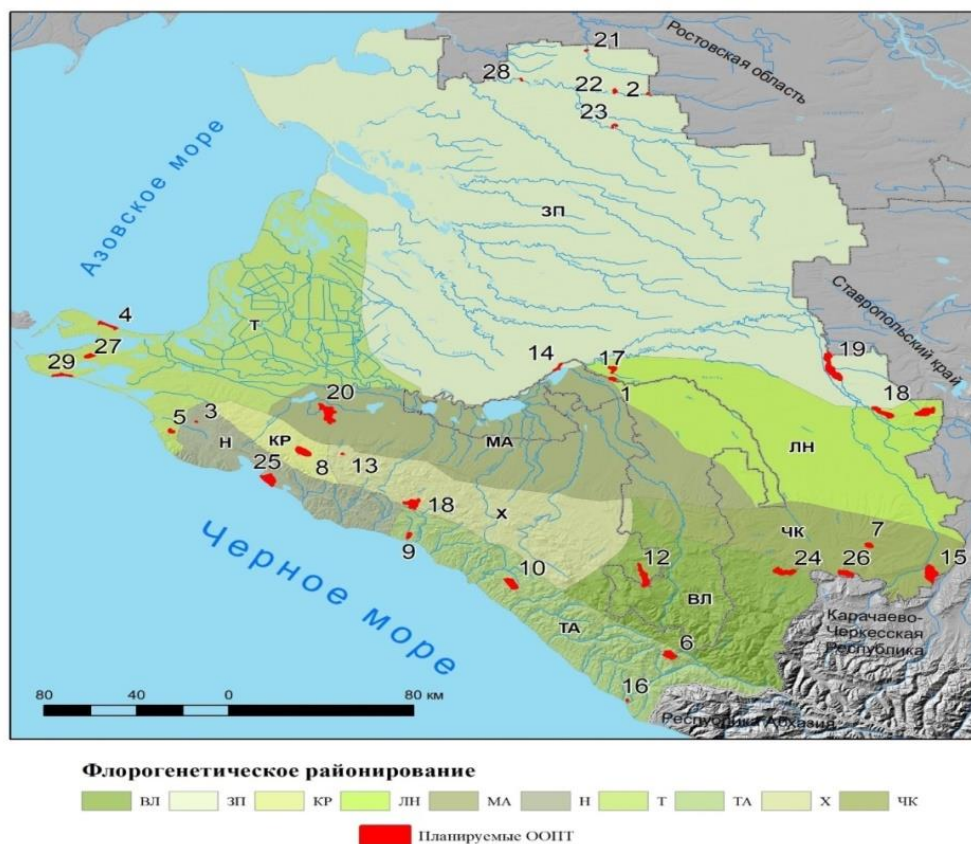 21
Ростовская область
28
22
2
23
Азовское море
ЗП
Ставропольский край
Т
4
27
29
14
17
19
1
18
20
3
5
Н
КР
МА
ЛН
25
8
13
18
Х
ЧК
7
9
12
24
26
15
10
ВЛ
Карачаево-
Черкесская
Республика
Черное море
ТА
6
16
Республика Абхазия
80 40 0 80 км
Флорогенетическое районирование
ВЛ ЗП КР ЛН МА Н Т ТА Х ЧК
Планируемые ООПТ